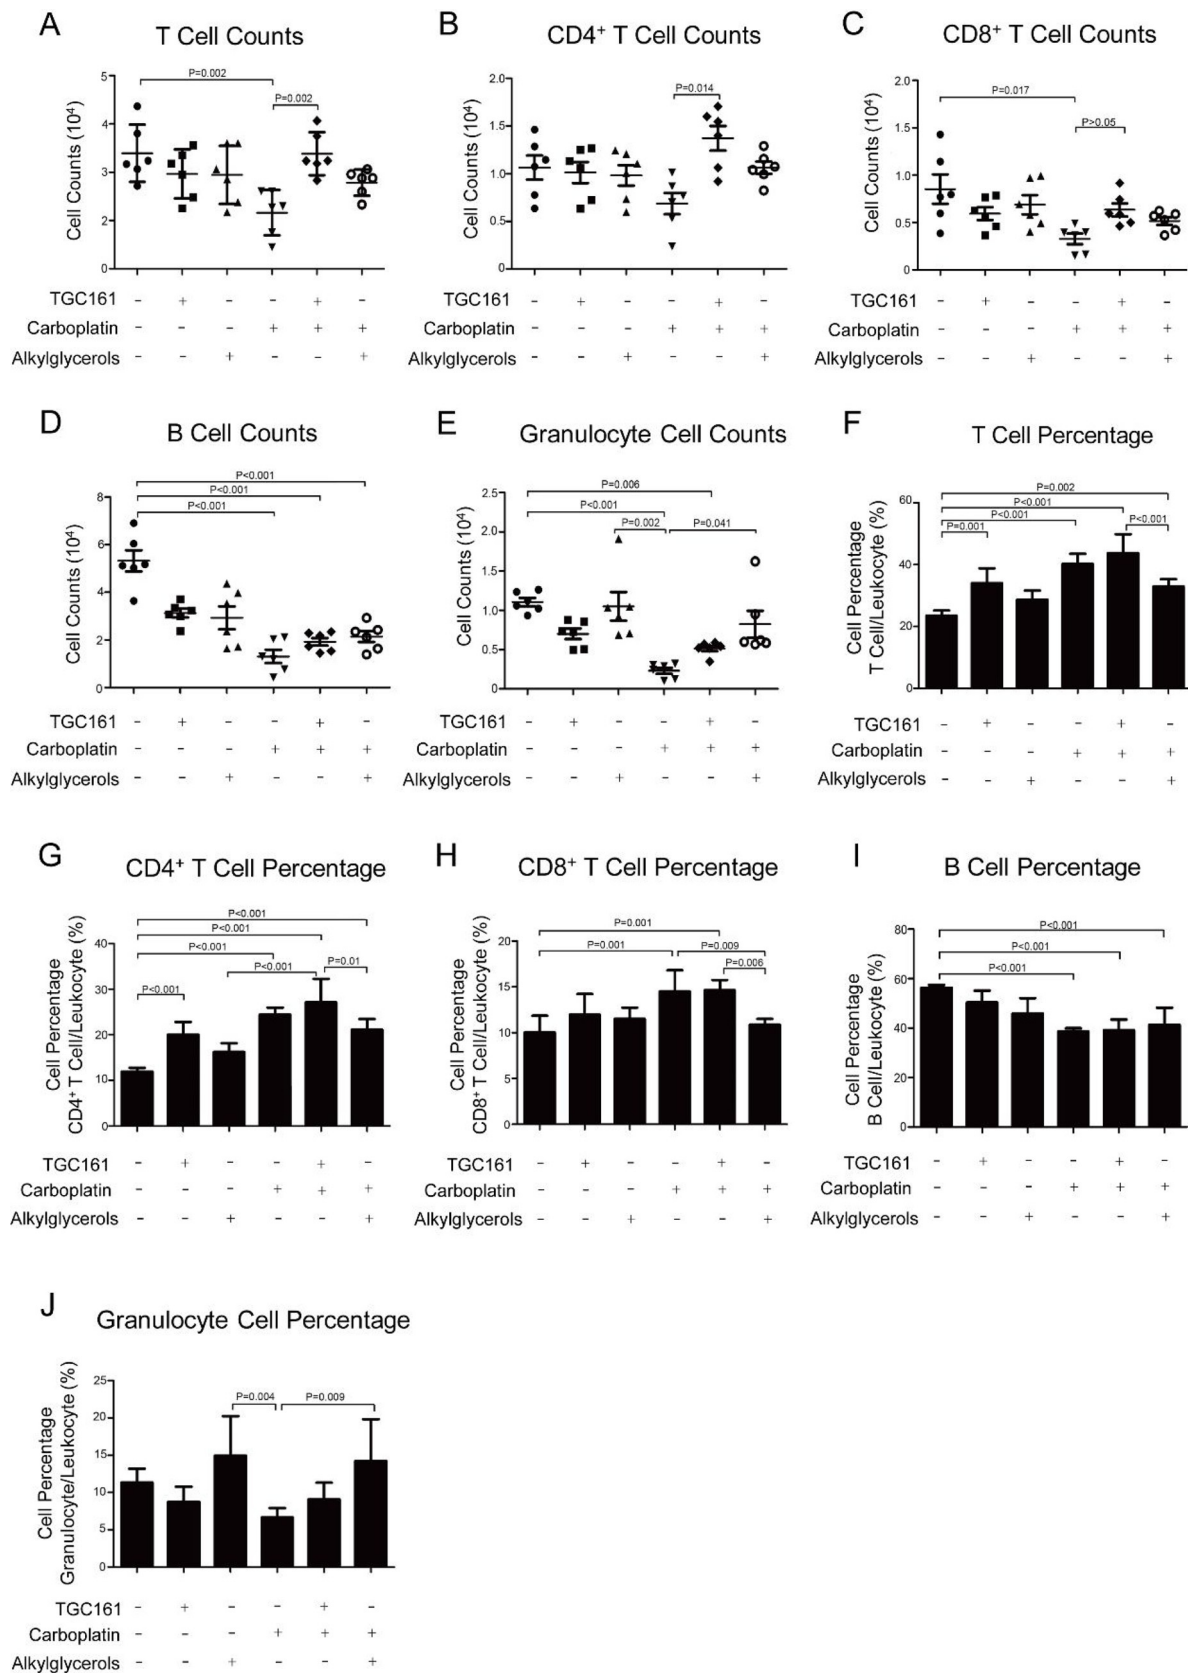 A
T Cell Counts
P=0.002
P=0.002
Cell Counts (10⁴)
5
4
3
2
0
TGC161 - + - - + -
Carboplatin - - - + + +
Alkylglycerols - - + - - +
B
CD4⁺ T Cell Counts
P=0.014
Cell Counts (10⁴)
2.0
1.5
1.0
0.5
0
- + - - + -
- - - + + +
- - + - - +
C
CD8⁺ T Cell Counts
P=0.017
P>0.05
Cell Counts (10⁴)
2.0
1.5
1.0
0.5
0
TGC161 - + - - + -
Carboplatin - - - + + +
Alkylglycerols - - + - - +
D
B Cell Counts
P<0.001
P<0.001
P<0.001
Cell Counts (10⁴)
8
6
4
2
0
TGC161 - + - - + -
Carboplatin - - - + + +
Alkylglycerols - - + - - +
E
Granulocyte Cell Counts
P=0.006
P<0.001
P=0.002
P=0.041
Cell Counts (10⁴)
2.5
2.0
1.5
1.0
0.5
0
TGC161 - + - - + -
Carboplatin - - - + + +
Alkylglycerols - - + - - +
F
T Cell Percentage
P=0.002
P<0.001
P<0.001
P=0.001
P<0.001
Cell Percentage
T Cell/Leukocyte (%)
60
40
20
0
TGC161 - + - - + -
Carboplatin - - - + + +
Alkylglycerols - - + - - +
G
CD4⁺ T Cell Percentage
P<0.001
P<0.001
P<0.001
P<0.001
P=0.01
P<0.001
Cell Percentage
CD4⁺ T Cell/Leukocyte (%)
40
30
20
10
0
TGC161 - + - - + -
Carboplatin - - - + + +
Alkylglycerols - - + - - +
H
CD8⁺ T Cell Percentage
P=0.001
P=0.001
P=0.009
P=0.006
Cell Percentage
CD8⁺ T Cell/Leukocyte (%)
20
15
10
5
0
TGC161 - + - - + -
Carboplatin - - - + + +
Alkylglycerols - - + - - +
I
B Cell Percentage
P<0.001
P<0.001
P<0.001
Cell Percentage
B Cell/Leukocyte (%)
80
60
40
20
0
TGC161 - + - - + -
Carboplatin - - - + + +
Alkylglycerols - - + - - +
J
Granulocyte Cell Percentage
P=0.004
P=0.009
Cell Percentage
Granulocyte/Leukocyte (%)
25
20
15
10
5
0
TGC161 - + - - + -
Carboplatin - - - + + +
Alkylglycerols - - + - - +